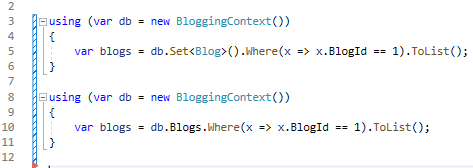 2
3 using (var db = new BloggingContext())
4 {
5 var blogs = db.Set<Blog>().Where(x => x.BlogId == 1).ToList();
6 }
7
8 using (var db = new BloggingContext())
9 {
10 var blogs = db.Blogs.Where(x => x.BlogId == 1).ToList();
11 }
12